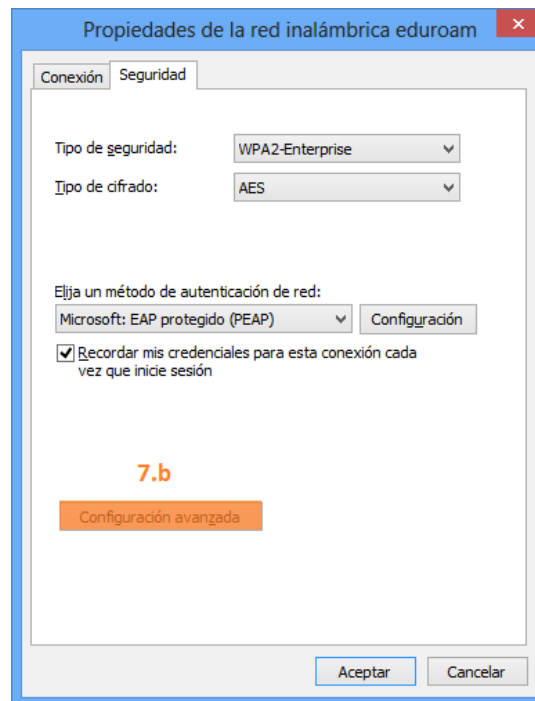 Propiedades de la red inalámbrica eduroam
Conexión
Seguridad
Tipo de seguridad:
WPA2-Enterprise
Tipo de cifrado:
AES
Elija un método de autenticación de red:
Microsoft: EAP protegido (PEAP)
Configuración
Recordar mis credenciales para esta conexión cada
vez que inicie sesión
7.b
Configuración avanzada
Aceptar
Cancelar